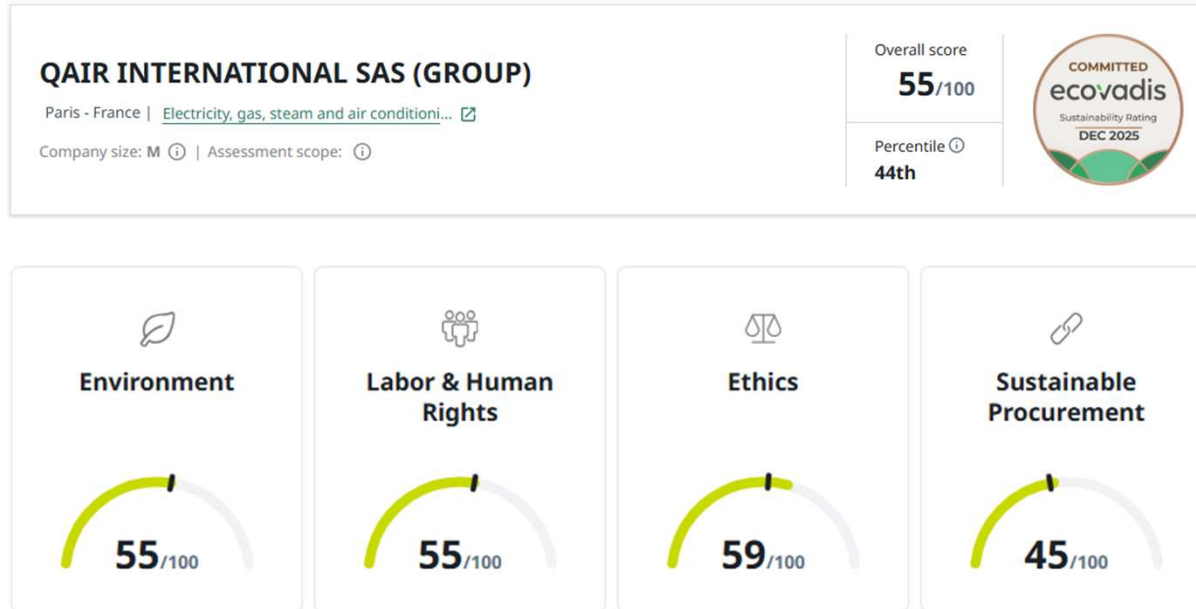 QAIR INTERNATIONAL SAS (GROUP)
Paris - France | Electricity, gas, steam and air conditioni...
Company size: M | Assessment scope:
Overall score
55/100
Percentile
44th
COMMITTED
ecovadis
Sustainability Rating
DEC 2025
Environment
55/100
Labor & Human
Rights
55/100
Ethics
59/100
Sustainable
Procurement
45/100